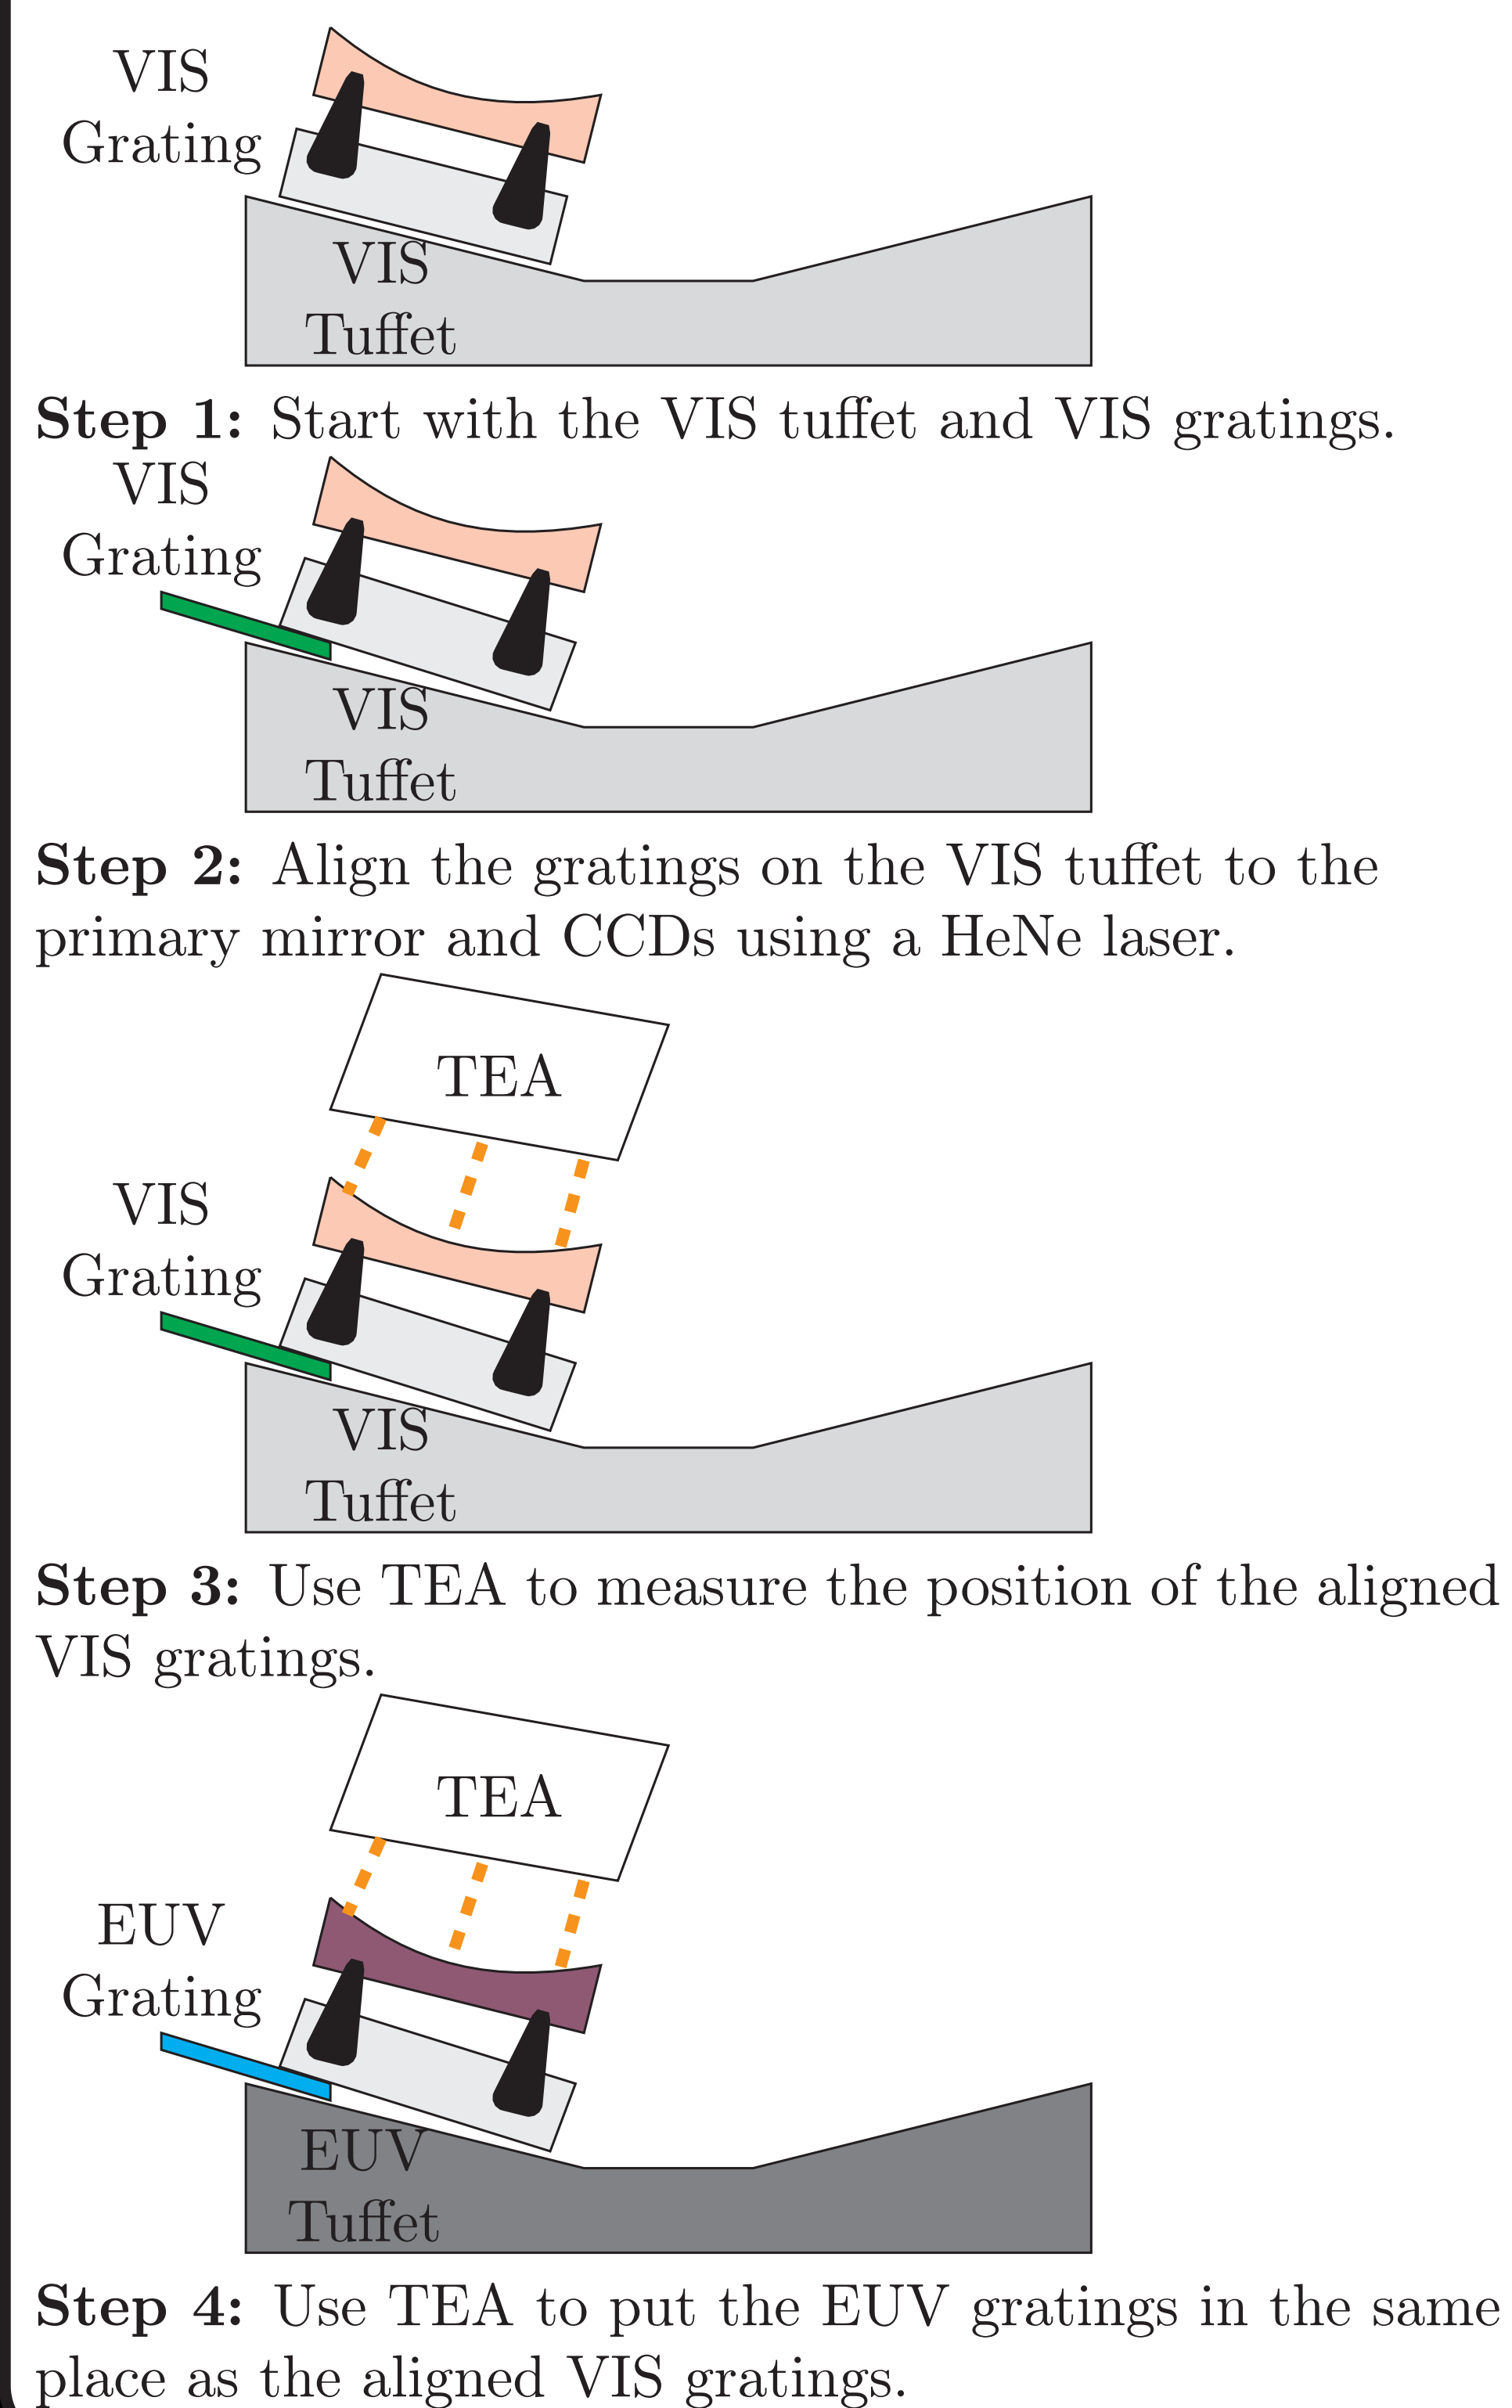 VIS
Grating
VIS
Tuffet
Step 1: Start with the VIS tuffet and VIS gratings.
VIS
Grating
VIS
Tuffet
Step 2: Align the gratings on the VIS tuffet to the
primary mirror and CCDs using a HeNe laser.
TEA
VIS
Grating
VIS
Tuffet
Step 3: Use TEA to measure the position of the aligned
VIS gratings.
TEA
EUV
Grating
EUV
Tuffet
Step 4: Use TEA to put the EUV gratings in the same
place as the aligned VIS gratings.